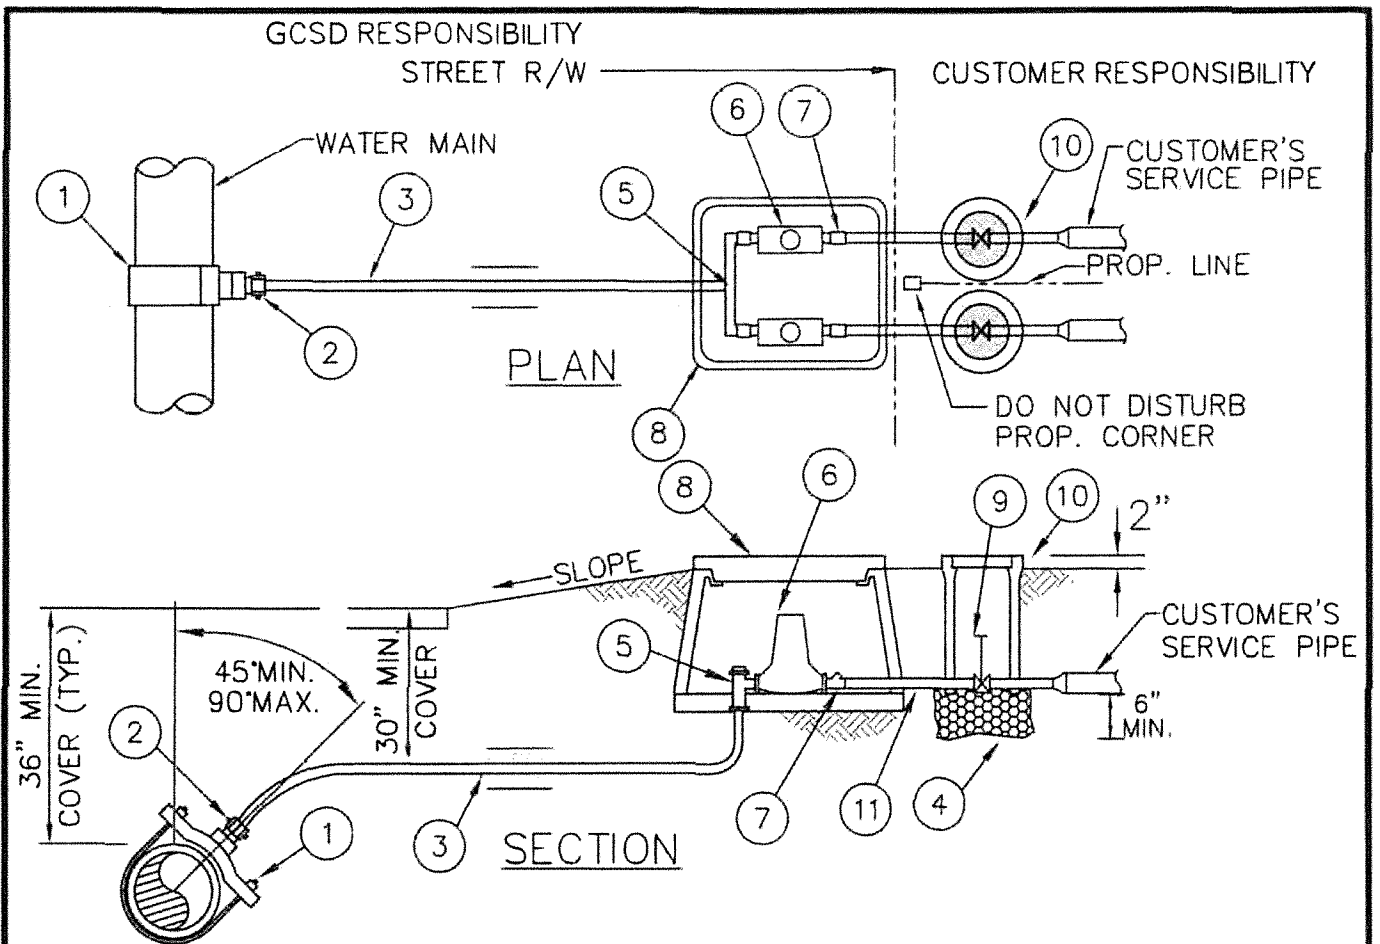 GCSD RESPONSIBILITY
STREET R/W
CUSTOMER RESPONSIBILITY
6
7
10
WATER MAIN
CUSTOMER'S
SERVICE PIPE
1
3
5
PROP. LINE
2
PLAN
DO NOT DISTURB
PROP. CORNER
8
6
8
9
10
2"
SLOPE
CUSTOMER'S
SERVICE PIPE
5
36" MIN.
COVER (TYP.)
45°MIN.
90°MAX.
30" MIN.
COVER
6"
MIN.
2
7
11
4
1
3
SECTION